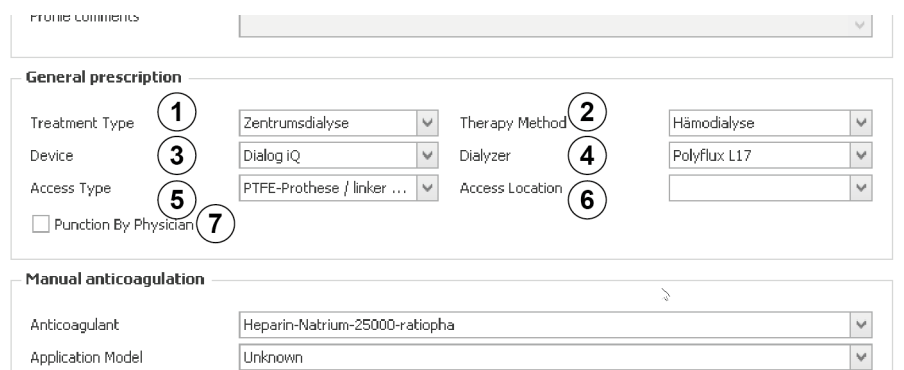 Profile comments
General prescription
Treatment Type 1 Zentrumsdialyse Therapy Method 2 Hämodialyse
Device 3 Dialog iQ Dialyzer 4 Polyflux L17
Access Type 5 PTFE-Prothese / linker ... Access Location 6
Punction By Physician 7
Manual anticoagulation
Anticoagulant Heparin-Natrium-25000-ratiopha
Application Model Unknown